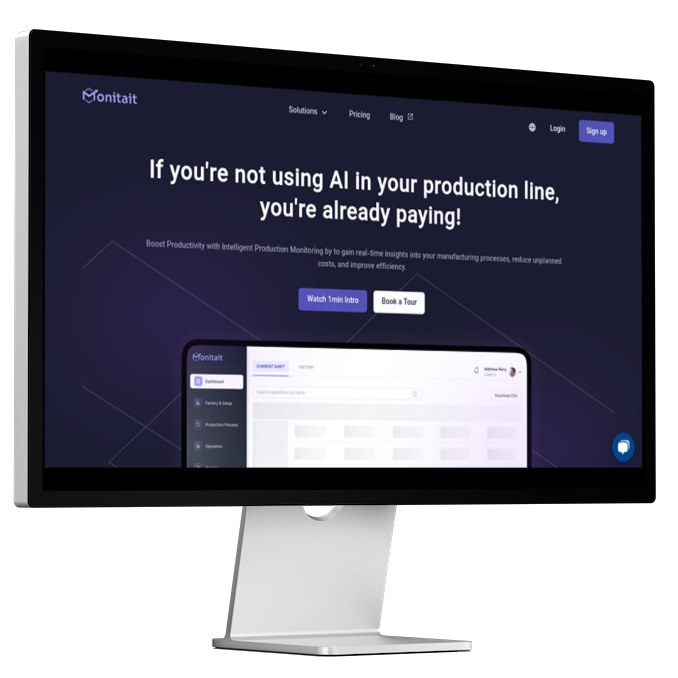 Monitait
Solutions
Pricing
Blog
Login
Sign up
If you're not using AI in your production line,
you're already paying!
Boost Productivity with Intelligent Production Monitoring by to gain real-time insights into your manufacturing processes, reduce unplanned
costs, and improve efficiency.
Watch 1min Intro
Book a Tour
Monitait
CURRENT SHIFT
HISTORY
Matthew Parry
Dashboard
Search operations by name
Download CSV
Factory & Setup
Production Process
Operators